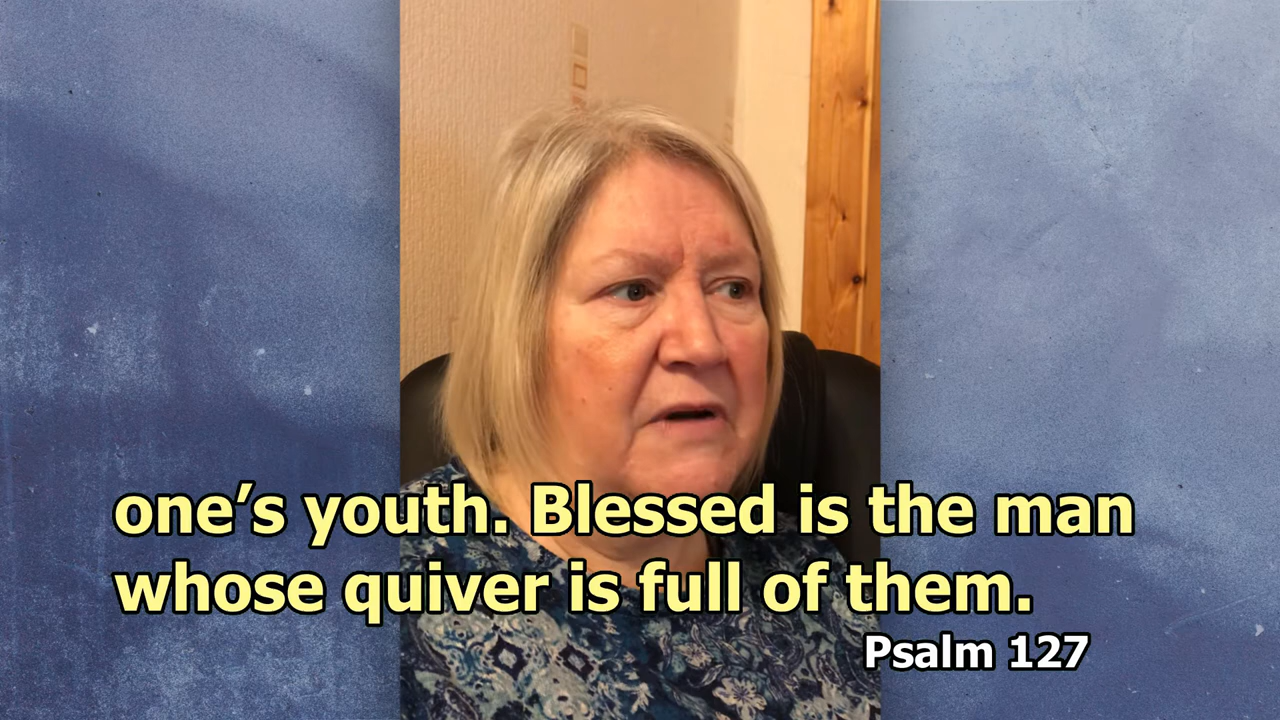 one’s youth. Blessed is the man
whose quiver is full of them.
Psalm 127